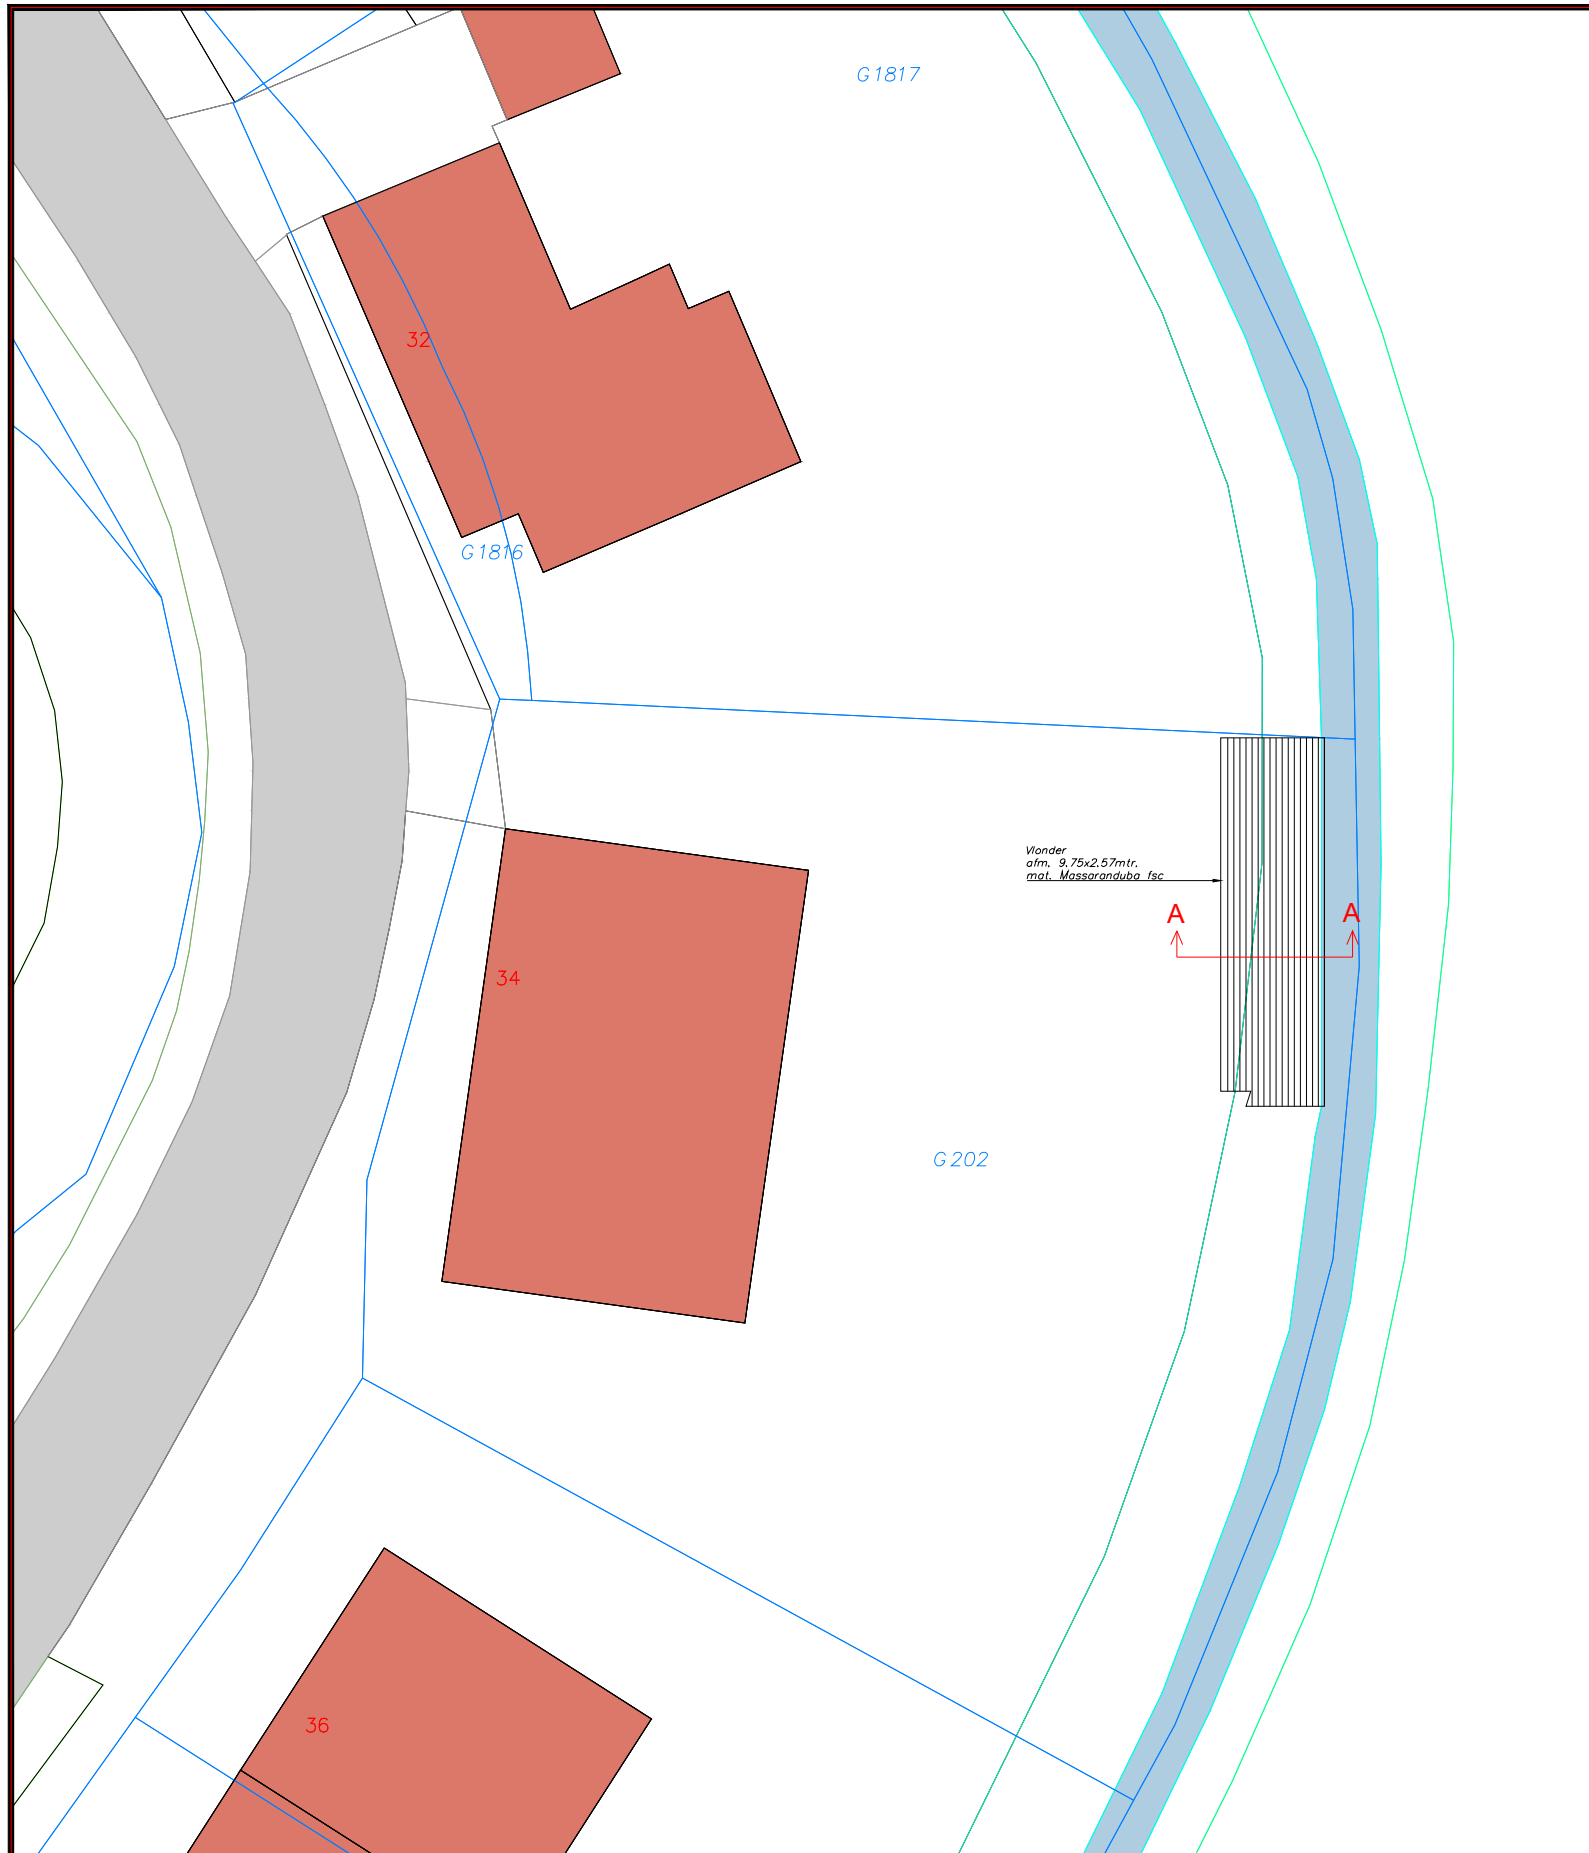 G1817
32
G1816
Vlonder
afm. 9.75x2.57mtr.
mat. Massaranduba fsc
A A
34
G202
36